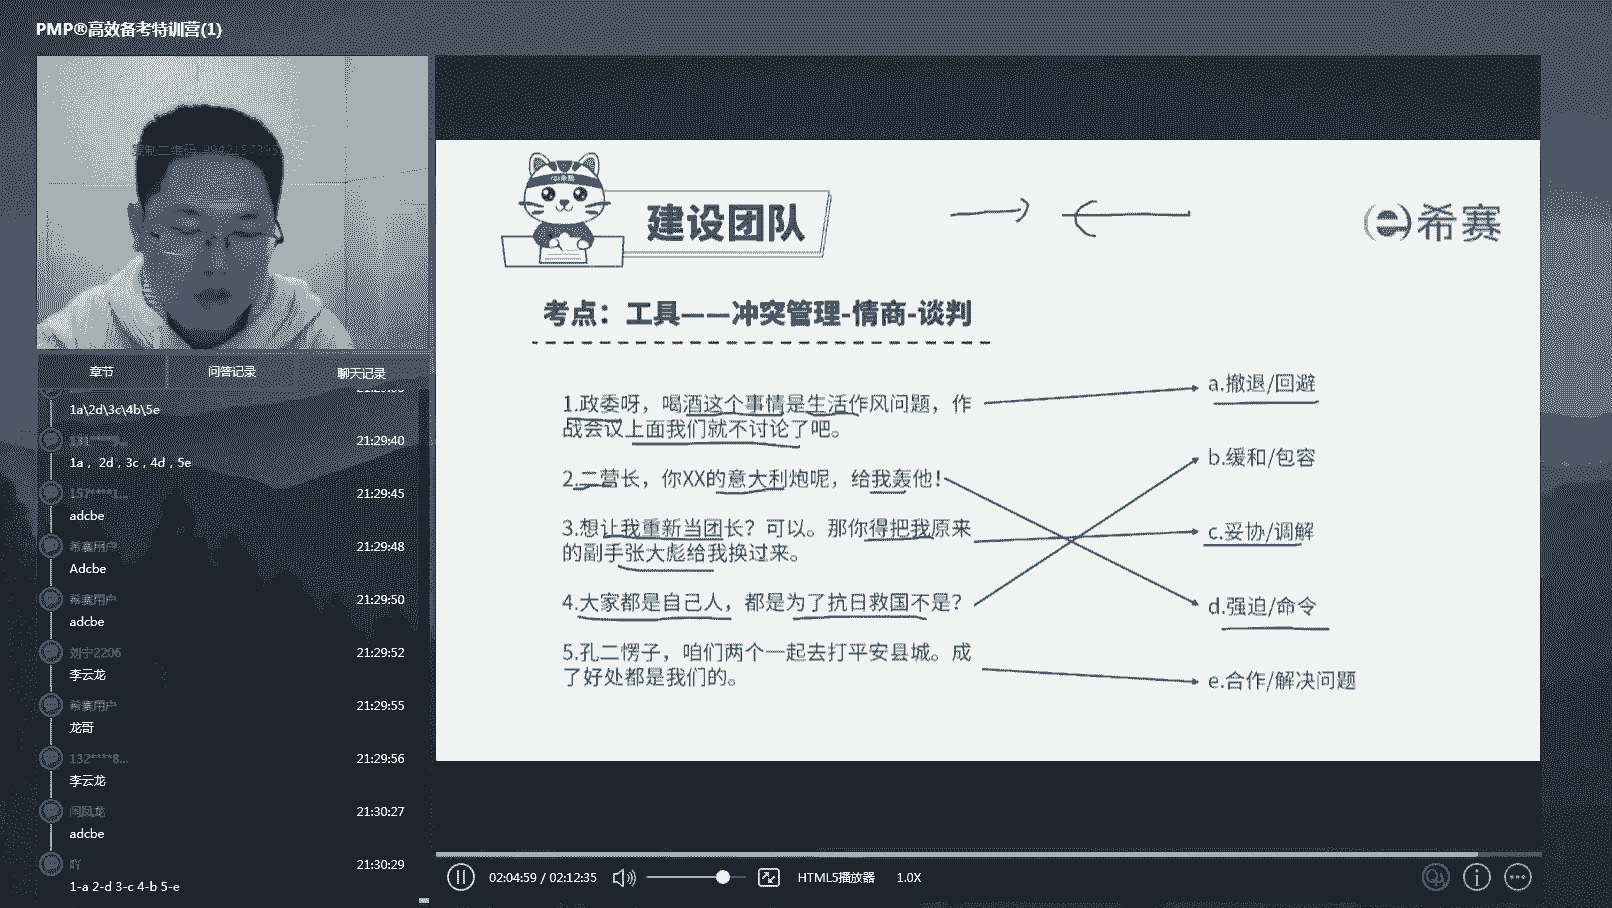 PMP®高效备考特训营(1)
章节
问答记录
聊天记录
1a\2d\3c\4b\5e
131****3...
21:29:40
1a，2d，3c，4d，5e
157****1...
21:29:45
adcbe
希赛用户
21:29:48
Adcbe
希赛用户
21:29:50
adcbe
刘宇2206
21:29:52
李云龙
希赛用户
21:29:55
龙哥
132****8...
21:29:56
李云龙
闫凤龙
21:30:27
adcbe
吖
21:30:29
1-a 2-d 3-c 4-b 5-e
建设团队
希赛
考点：工具——冲突管理-情商-谈判
1.政委呀，喝酒这个事情是生活作风问题，作
战会议上面我们就不讨论了吧。
2.二营长，你XX的意大利炮呢，给我轰他！
3.想让我重新当团长？可以。那你得把我原来
的副手张大彪给我换过来。
4.大家都是自己人，都是为了抗日救国不是？
5.孔二愣子，咱们两个一起去打平安县城。成
了好处都是我们的。
a.撤退/回避
b.缓和/包容
c.妥协/调解
d.强迫/命令
e.合作/解决问题
02:04:59 / 02:12:35
HTML5播放器
1.0X